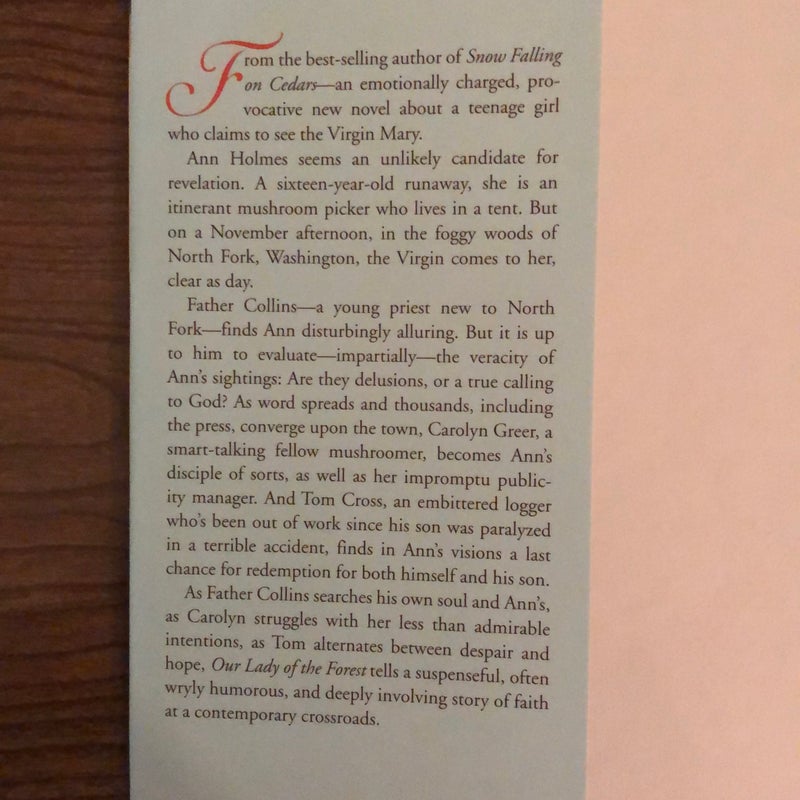 From the best-selling author of Snow Falling
on Cedars—an emotionally charged, pro-
vocative new novel about a teenage girl
who claims to see the Virgin Mary.
Ann Holmes seems an unlikely candidate for
revelation. A sixteen-year-old runaway, she is an
itinerant mushroom picker who lives in a tent. But
on a November afternoon, in the foggy woods of
North Fork, Washington, the Virgin comes to her,
clear as day.
Father Collins—a young priest new to North
Fork—finds Ann disturbingly alluring. But it is up
to him to evaluate—impartially—the veracity of
Ann's sightings: Are they delusions, or a true calling
to God? As word spreads and thousands, including
the press, converge upon the town, Carolyn Greer, a
smart-talking fellow mushroomer, becomes Ann's
disciple of sorts, as well as her impromptu public-
ity manager. And Tom Cross, an embittered logger
who's been out of work since his son was paralyzed
in a terrible accident, finds in Ann's visions a last
chance for redemption for both himself and his son.
As Father Collins searches his own soul and Ann's,
as Carolyn struggles with her less than admirable
intentions, as Tom alternates between despair and
hope, Our Lady of the Forest tells a suspenseful, often
wryly humorous, and deeply involving story of faith
at a contemporary crossroads.